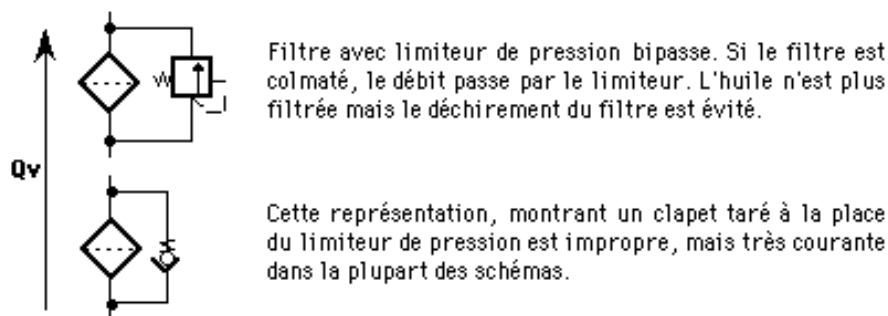 Filtre avec limiteur de pression bipasse. Si le filtre est
colmaté, le débit passe par le limiteur. L'huile n'est plus
filtrée mais le déchirement du filtre est évité.
Qv
Cette représentation, montrant un clapet taré à la place
du limiteur de pression est impropre, mais très courante
dans la plupart des schémas.